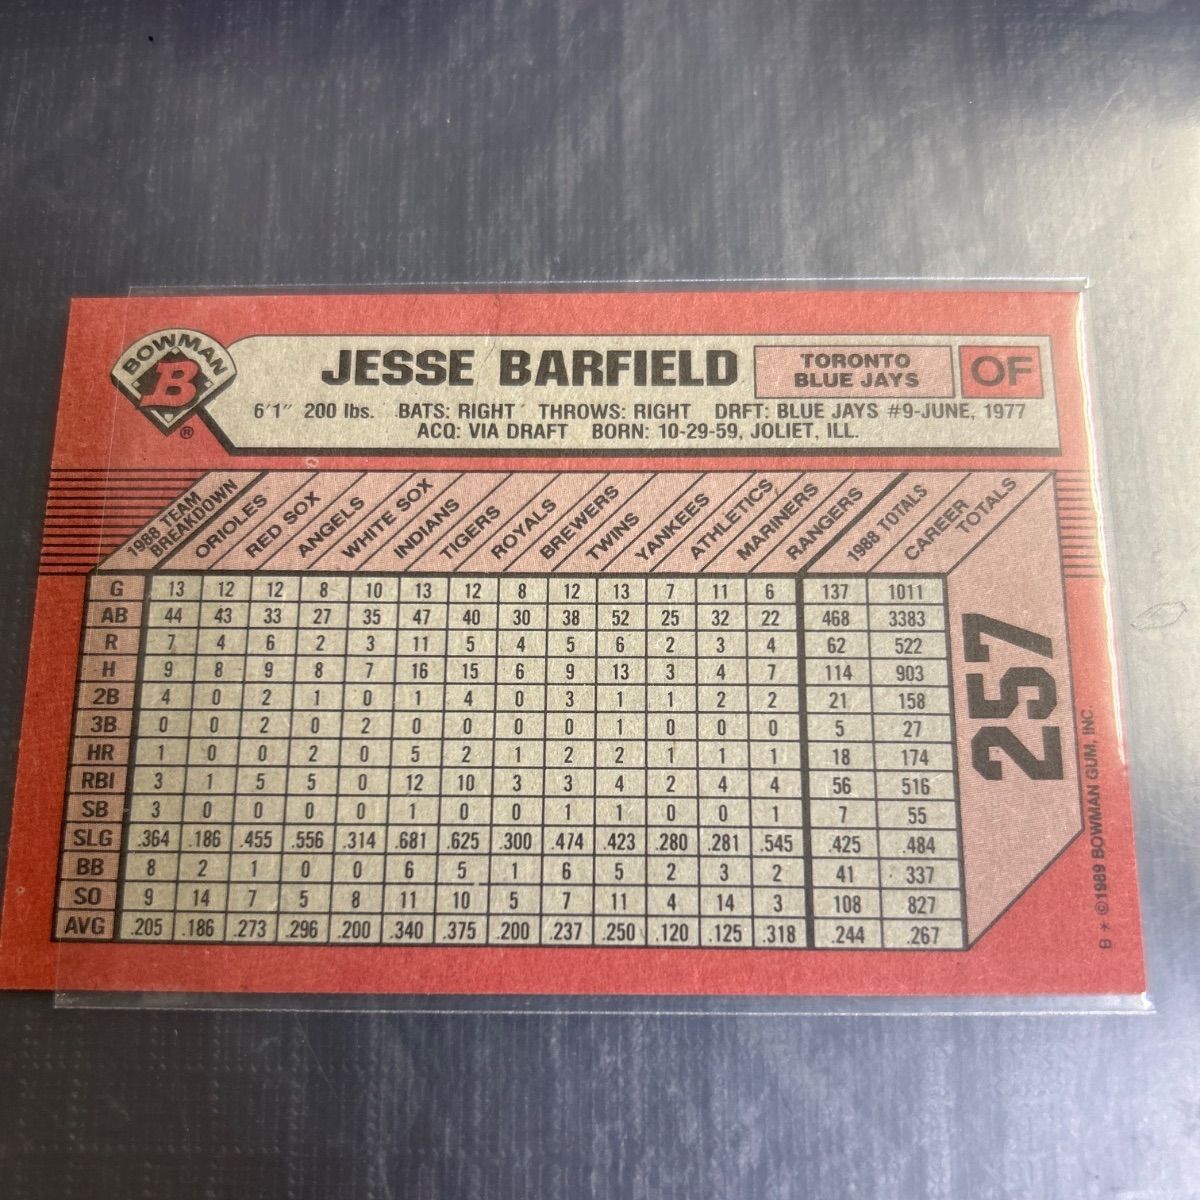 BOWMAN
B
®
JESSE BARFIELD
TORONTO
BLUE JAYS
OF
6'1" 200 lbs. BATS: RIGHT THROWS: RIGHT DRFT: BLUE JAYS #9-JUNE, 1977
ACQ: VIA DRAFT BORN: 10-29-59, JOLIET, ILL.
1988 TEAM BREAKDOWN ORIOLES RED SOX ANGELS WHITE SOX INDIANS TIGERS ROYALS BREWERS TWINS YANKEES ATHLETICS MARINERS RANGERS 1988 TOTALS CAREER TOTALS
G 13 12 12 8 10 13 12 8 12 13 7 11 6 137 1011
AB 44 43 33 27 35 47 40 30 38 52 25 32 22 468 3383
R 7 4 6 2 3 11 5 4 5 6 2 3 4 62 522
H 9 8 9 8 7 16 15 6 9 13 3 4 7 114 903
2B 4 0 2 1 0 1 4 0 3 1 1 2 2 21 158
3B 0 0 2 0 2 0 0 0 0 1 0 0 0 5 27
HR 1 0 0 2 0 5 2 1 2 2 1 1 1 18 174
RBI 3 1 5 5 0 12 10 3 3 4 2 4 4 56 516
SB 3 0 0 0 0 1 0 0 1 1 0 0 1 7 55
SLG .364 .186 .455 .556 .314 .681 .625 .300 .474 .423 .280 .281 .545 .425 .484
BB 8 2 1 0 0 6 5 1 6 5 2 3 2 41 337
SO 9 14 7 5 8 11 10 5 7 11 4 14 3 108 827
AVG .205 .186 .273 .296 .200 .340 .375 .200 .237 .250 .120 .125 .318 .244 .267
257
B * ©1989 BOWMAN GUM, INC.